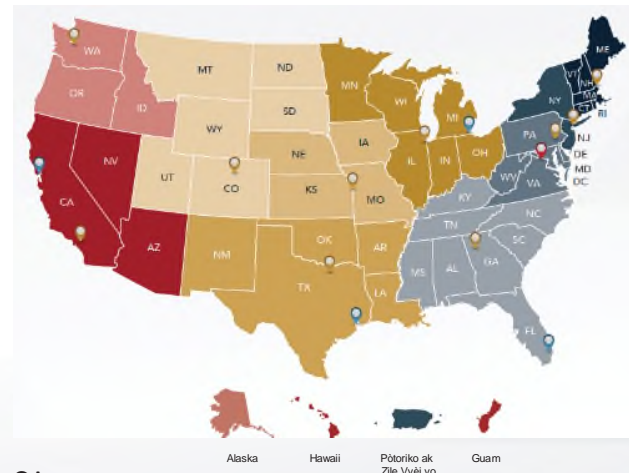 WA
OR
ID
MT
ND
SD
WY
NE
UT
CO
KS
IA
MO
MN
WI
MI
IL
IN
OH
CA
NV
AZ
NM
OK
TX
AR
LA
KY
TN
MS
AL
GA
NC
SC
FL
WV
VA
PA
NY
VT
NH
ME
MA
CT
RI
NJ
DE
MD
DC
Alaska
Hawaii
Pòtoriko ak
Zile Vyèj yo
Guam